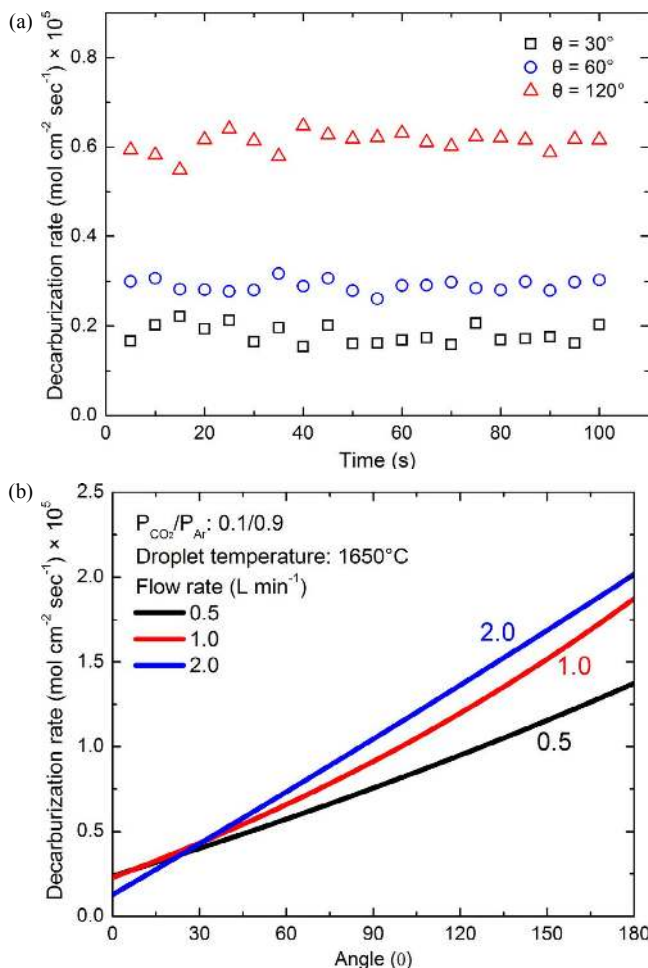 (a)
Decarburization rate (mol cm⁻² sec⁻¹) × 10⁵
0.8
0.6
0.4
0.2
0.0
θ = 30°
θ = 60°
θ = 120°
0 20 40 60 80 100
Time (s)
(b)
Decarburization rate (mol cm⁻² sec⁻¹) × 10⁵
2.5
2.0
1.5
1.0
0.5
0.0
P_CO₂/P_Ar: 0.1/0.9
Droplet temperature: 1650°C
Flow rate (L min⁻¹)
0.5
1.0
2.0
2.0
1.0
0.5
0 30 60 90 120 150 180
Angle (θ)